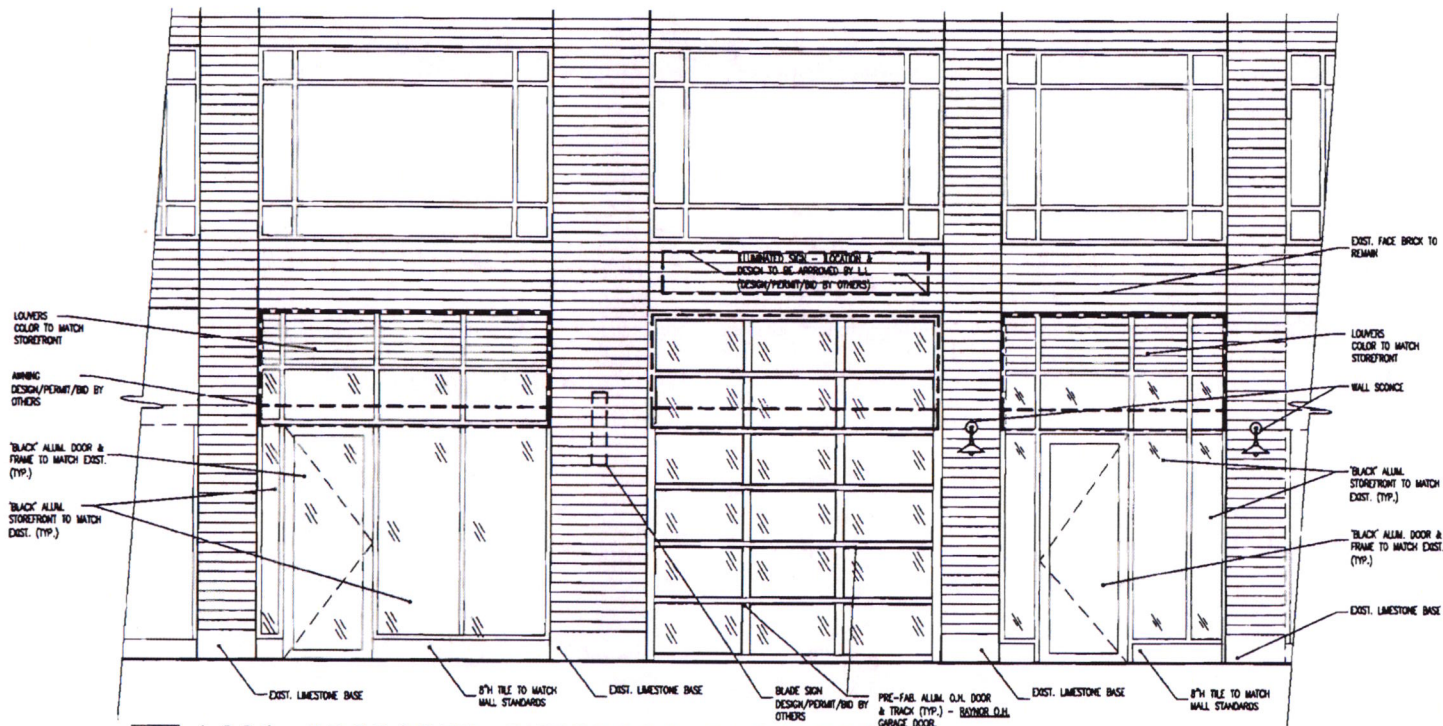 ILLUMINATED SIGN - LOCATION &
DESIGN TO BE APPROVED BY L.L.
(DESIGN/PERMIT/BID BY OTHERS)
EXIST. FACE BRICK TO
REMAIN
LOUVERS
COLOR TO MATCH
STOREFRONT
AWNING
DESIGN/PERMIT/BID BY
OTHERS
"BLACK" ALUM. DOOR &
FRAME TO MATCH EXIST.
(TYP.)
"BLACK" ALUM.
STOREFRONT TO MATCH
EXIST. (TYP.)
LOUVERS
COLOR TO MATCH
STOREFRONT
WALL SCONCE
"BLACK" ALUM.
STOREFRONT TO MATCH
EXIST. (TYP.)
"BLACK" ALUM. DOOR &
FRAME TO MATCH EXIST.
(TYP.)
EXIST. LIMESTONE BASE
EXIST. LIMESTONE BASE
8"H TILE TO MATCH
MALL STANDARDS
EXIST. LIMESTONE BASE
BLADE SIGN
DESIGN/PERMIT/BID BY
OTHERS
PRE-FAB. ALUM. O.H. DOOR
& TRACK (TYP.) - RAYNOR O.H.
GARAGE DOOR
EXIST. LIMESTONE BASE
8"H TILE TO MATCH
MALL STANDARDS